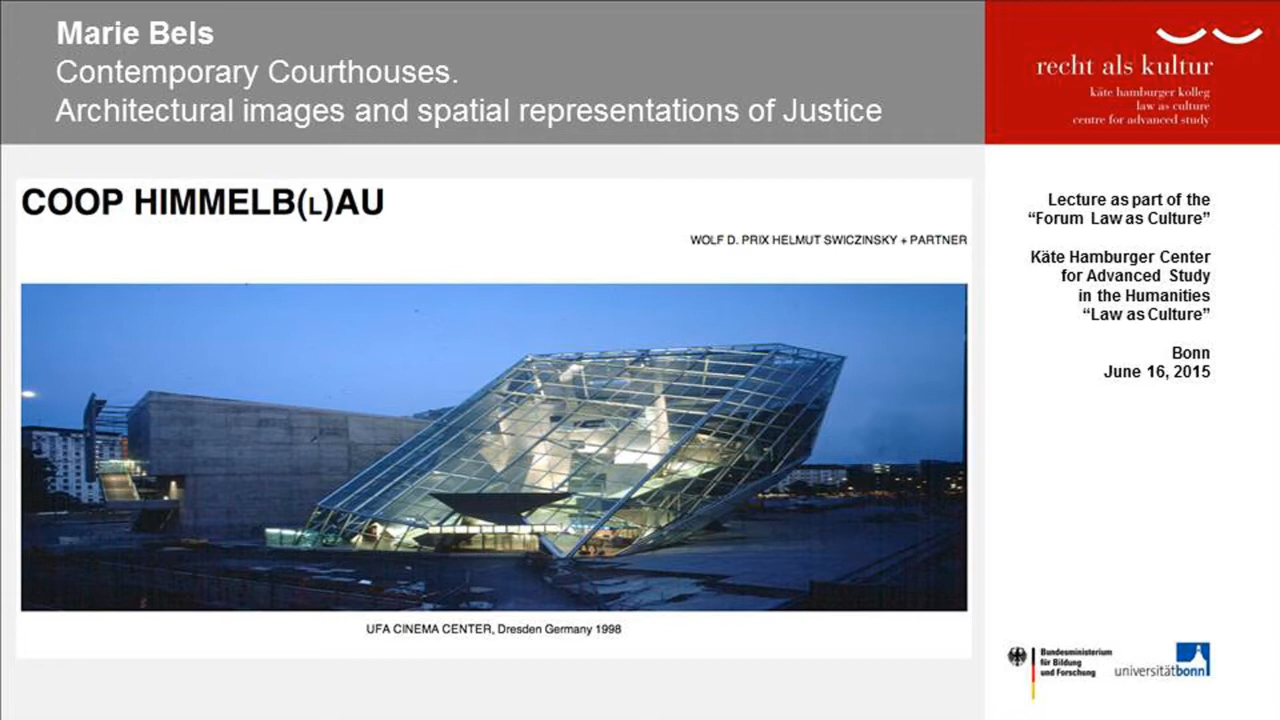 Marie Bels
Contemporary Courthouses.
Architectural images and spatial representations of Justice
recht als kultur
käte hamburger kolleg
law as culture
centre for advanced study
COOP HIMMELB(L)AU
WOLF D. PRIX HELMUT SWICZINSKY + PARTNER
UFA CINEMA CENTER, Dresden Germany 1998
Lecture as part of the
“Forum Law as Culture”
Käte Hamburger Center
for Advanced Study
in the Humanities
“Law as Culture”
Bonn
June 16, 2015
Bundesministerium
für Bildung
und Forschung
universitätbonn